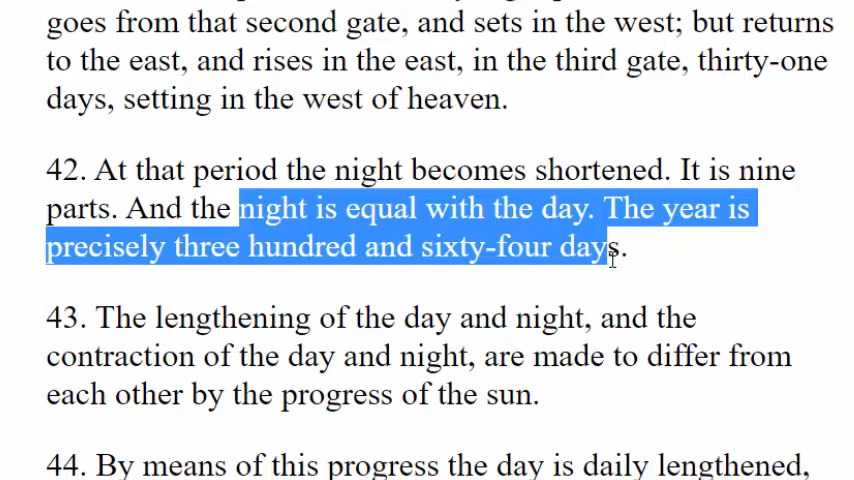 goes from that second gate, and sets in the west; but returns
to the east, and rises in the east, in the third gate, thirty-one
days, setting in the west of heaven.
42. At that period the night becomes shortened. It is nine
parts. And the night is equal with the day. The year is
precisely three hundred and sixty-four days.
43. The lengthening of the day and night, and the
contraction of the day and night, are made to differ from
each other by the progress of the sun.
44. By means of this progress the day is daily lengthened,